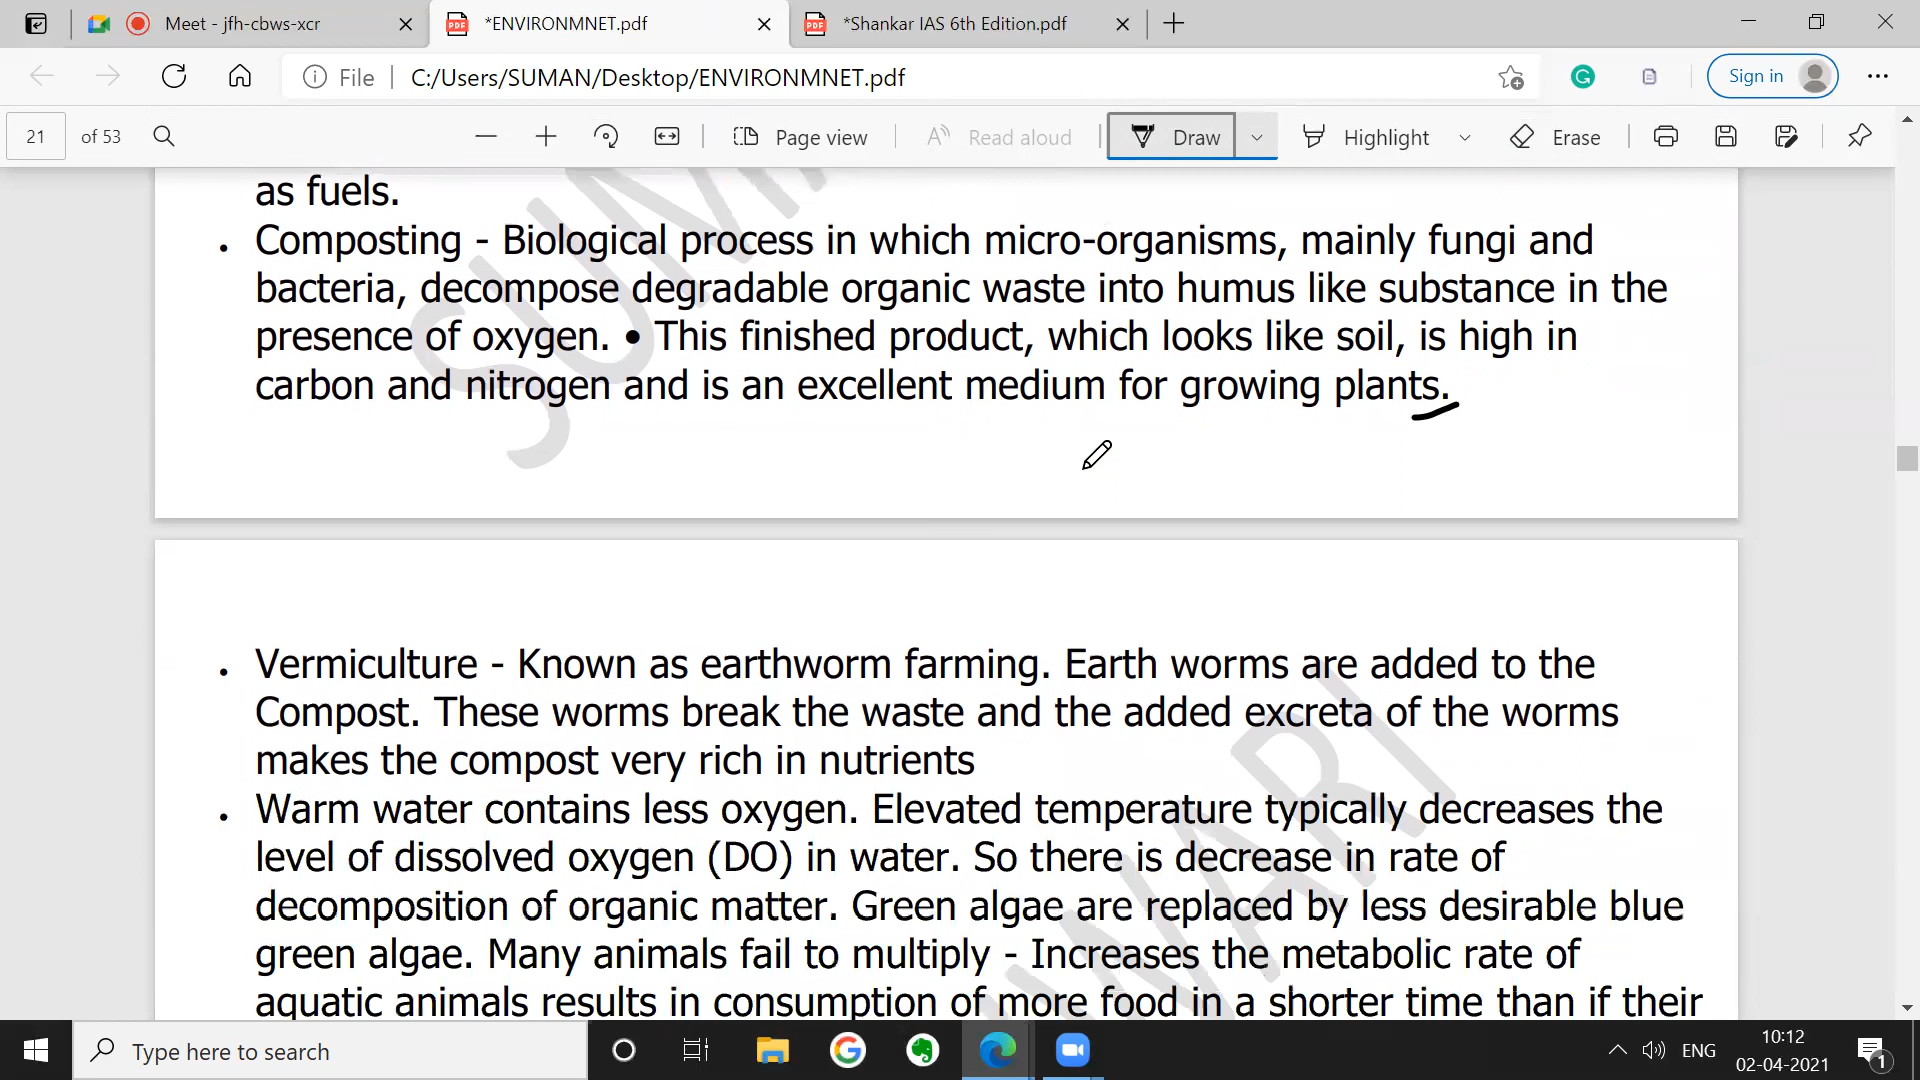 Meet - jfh-cbws-xcr
*ENVIRONMNET.pdf
*Shankar IAS 6th Edition.pdf
File
C:/Users/SUMAN/Desktop/ENVIRONMNET.pdf
Sign in
21
of 53
Page view
Read aloud
Draw
Highlight
Erase
as fuels.
• Composting - Biological process in which micro-organisms, mainly fungi and
bacteria, decompose degradable organic waste into humus like substance in the
presence of oxygen. • This finished product, which looks like soil, is high in
carbon and nitrogen and is an excellent medium for growing plants.
• Vermiculture - Known as earthworm farming. Earth worms are added to the
Compost. These worms break the waste and the added excreta of the worms
makes the compost very rich in nutrients
• Warm water contains less oxygen. Elevated temperature typically decreases the
level of dissolved oxygen (DO) in water. So there is decrease in rate of
decomposition of organic matter. Green algae are replaced by less desirable blue
green algae. Many animals fail to multiply - Increases the metabolic rate of
aquatic animals results in consumption of more food in a shorter time than if their
Type here to search
ENG
10:12
02-04-2021
1